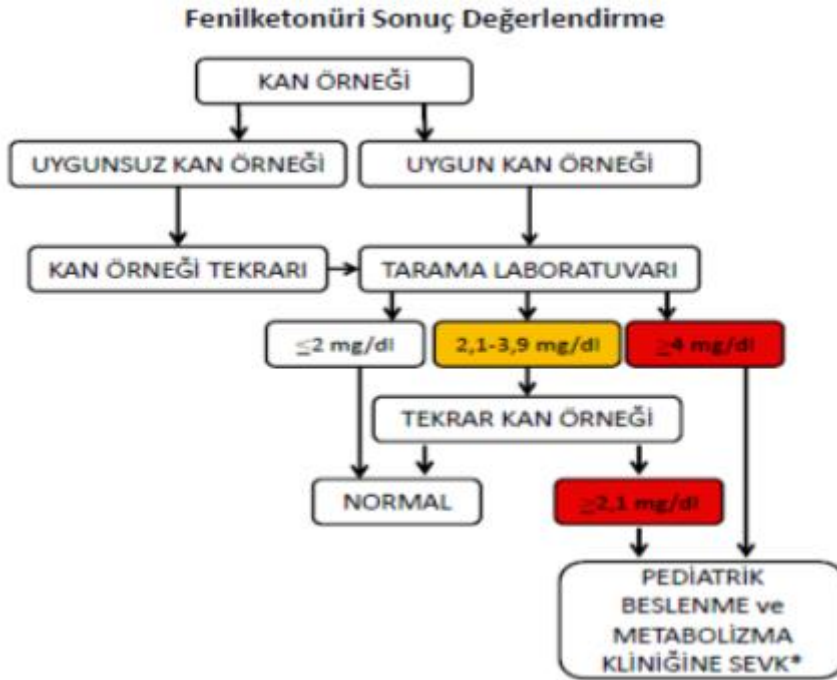 Fenilketonüri Sonuç Değerlendirme
KAN ÖRNEĞİ
UYGUNSUZ KAN ÖRNEĞİ
UYGUN KAN ÖRNEĞİ
KAN ÖRNEĞİ TEKRARI
TARAMA LABORATUVARI
≤2 mg/dl
2,1-3,9 mg/dl
≥4 mg/dl
TEKRAR KAN ÖRNEĞİ
NORMAL
≥2,1 mg/dl
PEDİATRİK
BESLENME ve
METABOLİZMA
KLİNİĞİNE SEVK*